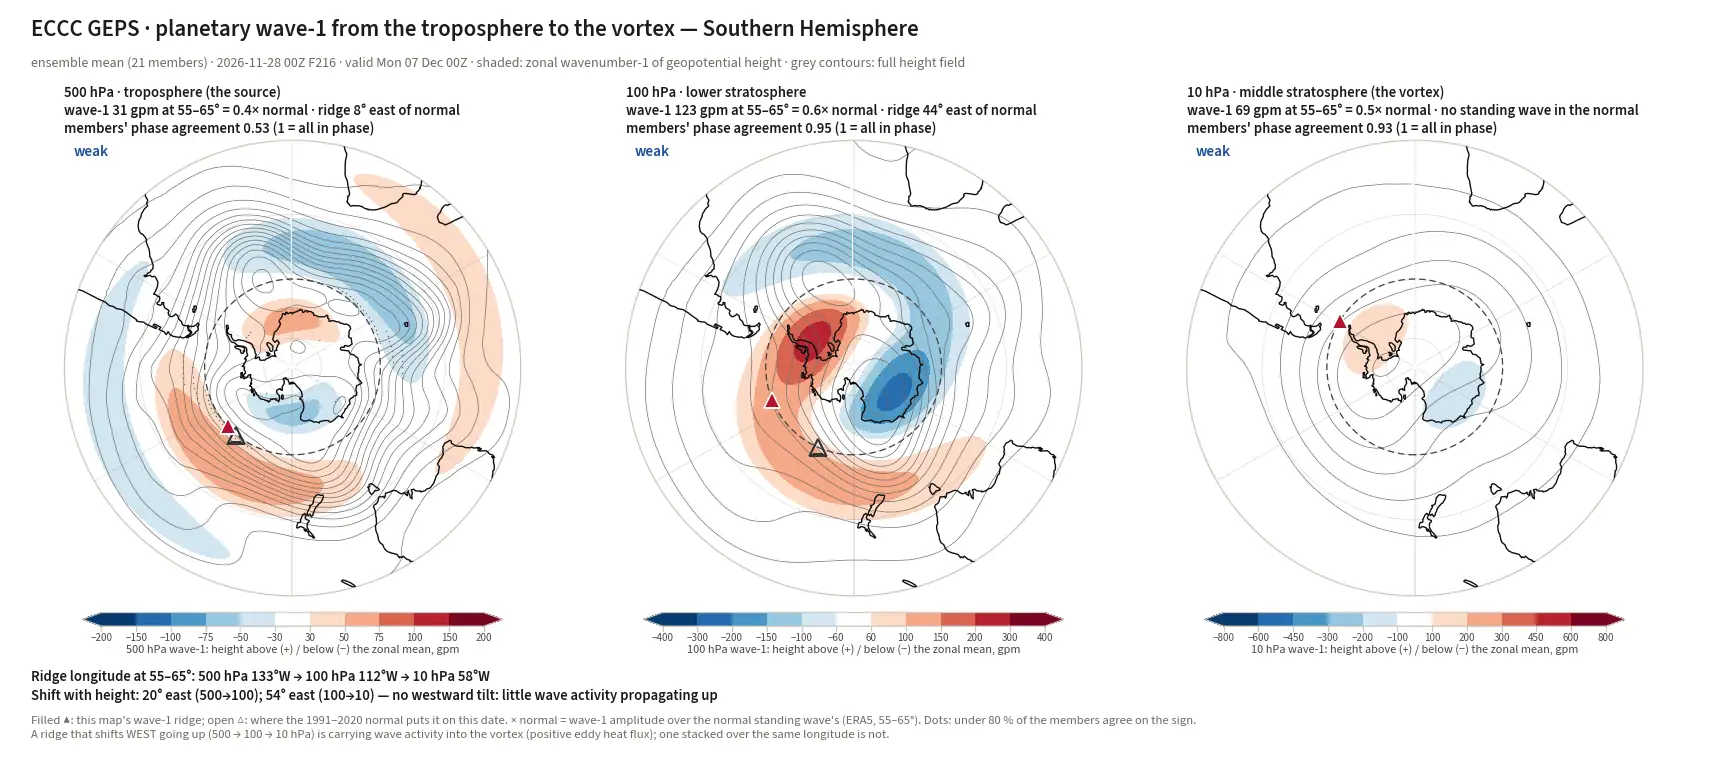 ECCC GEPS · planetary wave-1 from the troposphere to the vortex — Southern Hemisphere
ensemble mean (21 members) · 2026-11-28 00Z F216 · valid Mon 07 Dec 00Z · shaded: zonal wavenumber-1 of geopotential height · grey contours: full height field
500 hPa · troposphere (the source)
wave-1 31 gpm at 55–65° = 0.4× normal · ridge 8° east of normal
members' phase agreement 0.53 (1 = all in phase)
weak
100 hPa · lower stratosphere
wave-1 123 gpm at 55–65° = 0.6× normal · ridge 44° east of normal
members' phase agreement 0.95 (1 = all in phase)
weak
10 hPa · middle stratosphere (the vortex)
wave-1 69 gpm at 55–65° = 0.5× normal · no standing wave in the normal
members' phase agreement 0.93 (1 = all in phase)
weak
−200 −150 −100 −75 −50 −30 30 50 75 100 150 200
500 hPa wave-1: height above (+) / below (−) the zonal mean, gpm
−400 −300 −200 −150 −100 −60 60 100 150 200 300 400
100 hPa wave-1: height above (+) / below (−) the zonal mean, gpm
−800 −600 −450 −300 −200 −100 100 200 300 450 600 800
10 hPa wave-1: height above (+) / below (−) the zonal mean, gpm
Ridge longitude at 55–65°: 500 hPa 133°W → 100 hPa 112°W → 10 hPa 58°W
Shift with height: 20° east (500→100); 54° east (100→10) — no westward tilt: little wave activity propagating up
Filled ▲: this map's wave-1 ridge; open △: where the 1991–2020 normal puts it on this date. × normal = wave-1 amplitude over the normal standing wave's (ERA5, 55–65°). Dots: under 80 % of the members agree on the sign.
A ridge that shifts WEST going up (500 → 100 → 10 hPa) is carrying wave activity into the vortex (positive eddy heat flux); one stacked over the same longitude is not.